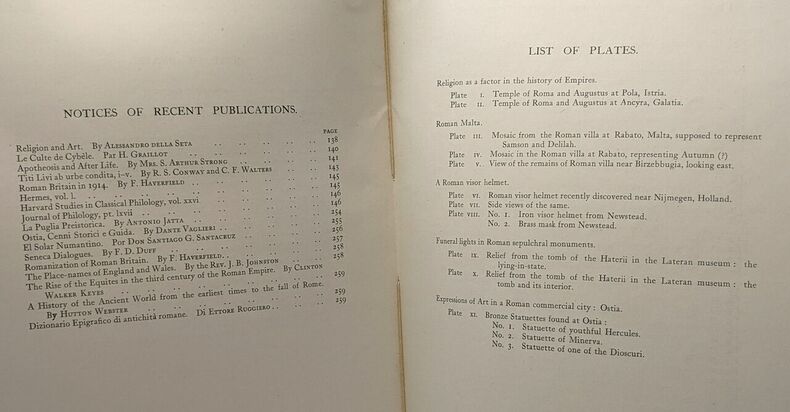 NOTICES OF RECENT PUBLICATIONS.
PAGE
Religion and Art. By ALESSANDRO DELLA SETA .. .. .. .. 138
Le Culte de Cybèle. Par H. GRAILLOT .. .. .. .. .. 140
Apotheosis and After Life. By MRS. S. ARTHUR STRONG .. .. .. 141
Titi Livi ab urbe condita, i-v. By R. S. CONWAY and C. F. WALTERS .. .. 143
Roman Britain in 1914. By F. HAVERFIELD .. .. .. .. .. 145
Hermes, vol. l. .. .. .. .. .. .. .. 145
Harvard Studies in Classical Philology, vol. xxvi .. .. .. .. 146
Journal of Philology, pt. lxvii .. .. .. .. .. .. 146
La Puglia Preistorica. By ANTONIO JATTA .. .. .. .. 254
Ostia, Cenni Storici e Guida. By DANTE VAGLIERI .. .. .. .. 255
El Solar Numantino. Por DON SANTIAGO G. SANTACRUZ .. .. .. 256
Seneca Dialogues. By F. D. DUFF .. .. .. .. .. 257
Romanization of Roman Britain. By F. HAVERFIELD .. .. .. .. 258
The Place-names of England and Wales. By the REV. J. B. JOHNSTON .. .. 258
The Rise of the Equites in the third century of the Roman Empire. By CLINTON
WALKER KEYES .. .. .. .. .. .. .. 259
A History of the Ancient World from the earliest times to the fall of Rome.
By HUTTON WEBSTER .. .. .. .. .. .. 259
Dizionario Epigrafico di antichità romane. Di ETTORE RUGGIERO .. .. .. 259
LIST OF PLATES.
Religion as a factor in the history of Empires.
Plate I. Temple of Roma and Augustus at Pola, Istria.
Plate II. Temple of Roma and Augustus at Ancyra, Galatia.
Roman Malta.
Plate III. Mosaic from the Roman villa at Rabato, Malta, supposed to represent
Samson and Delilah.
Plate IV. Mosaic in the Roman villa at Rabato, representing Autumn (?)
Plate V. View of the remains of Roman villa near Birzebbugia, looking east.
A Roman visor helmet.
Plate VI. Roman visor helmet recently discovered near Nijmegen, Holland.
Plate VII. Side views of the same.
Plate VIII. No. 1. Iron visor helmet from Newstead.
No. 2. Brass mask from Newstead.
Funeral lights in Roman sepulchral monuments.
Plate IX. Relief from the tomb of the Haterii in the Lateran museum : the
lying-in-state.
Plate X. Relief from the tomb of the Haterii in the Lateran museum : the
tomb and its interior.
Expressions of Art in a Roman commercial city : Ostia.
Plate XI. Bronze Statuettes found at Ostia :
No. 1. Statuette of youthful Hercules.
No. 2. Statuette of Minerva.
No. 3. Statuette of one of the Dioscuri.